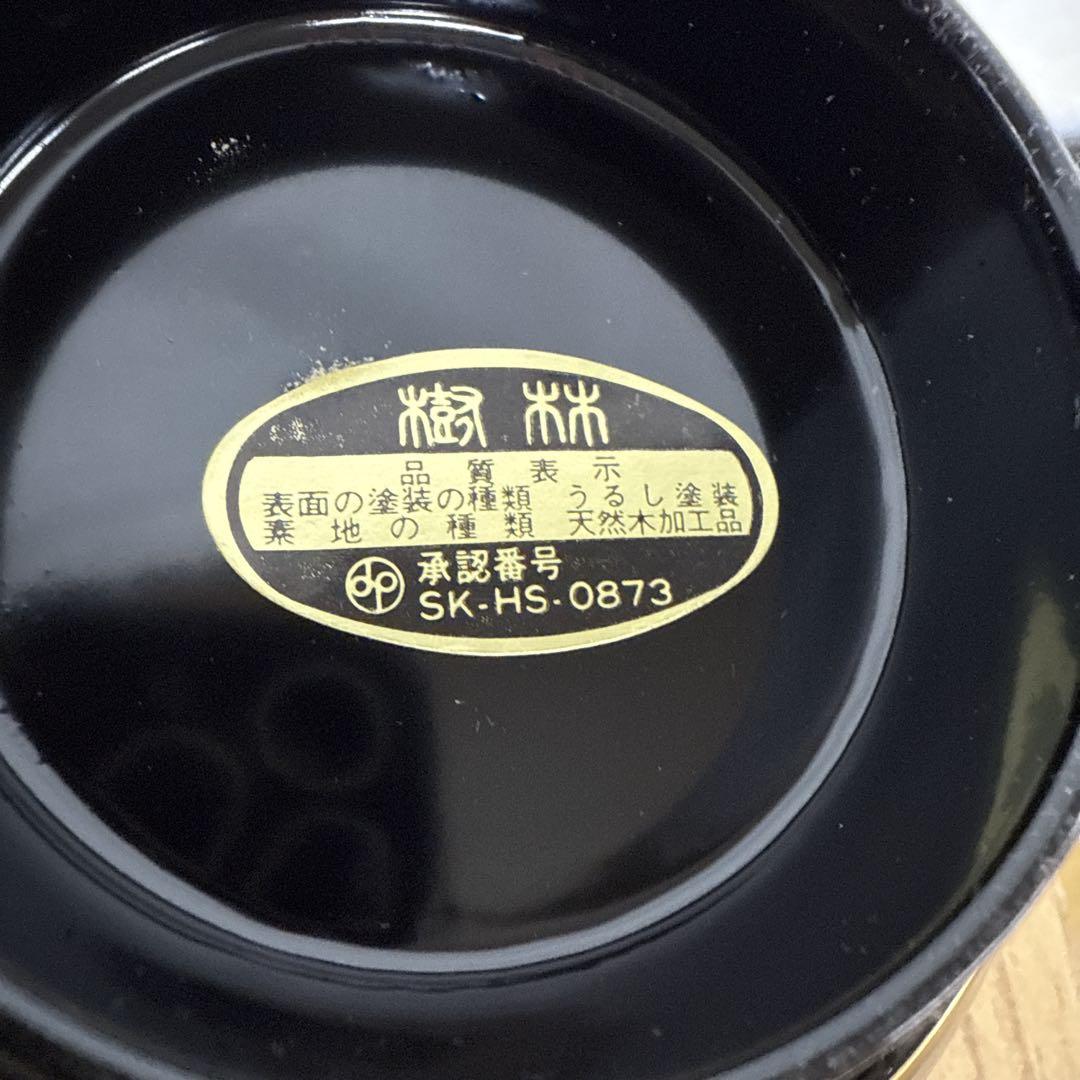 樹林
品質表示
表面の塗装の種類 うるし塗装
素地の種類 天然木加工品
dp 承認番号
SK-HS-0873